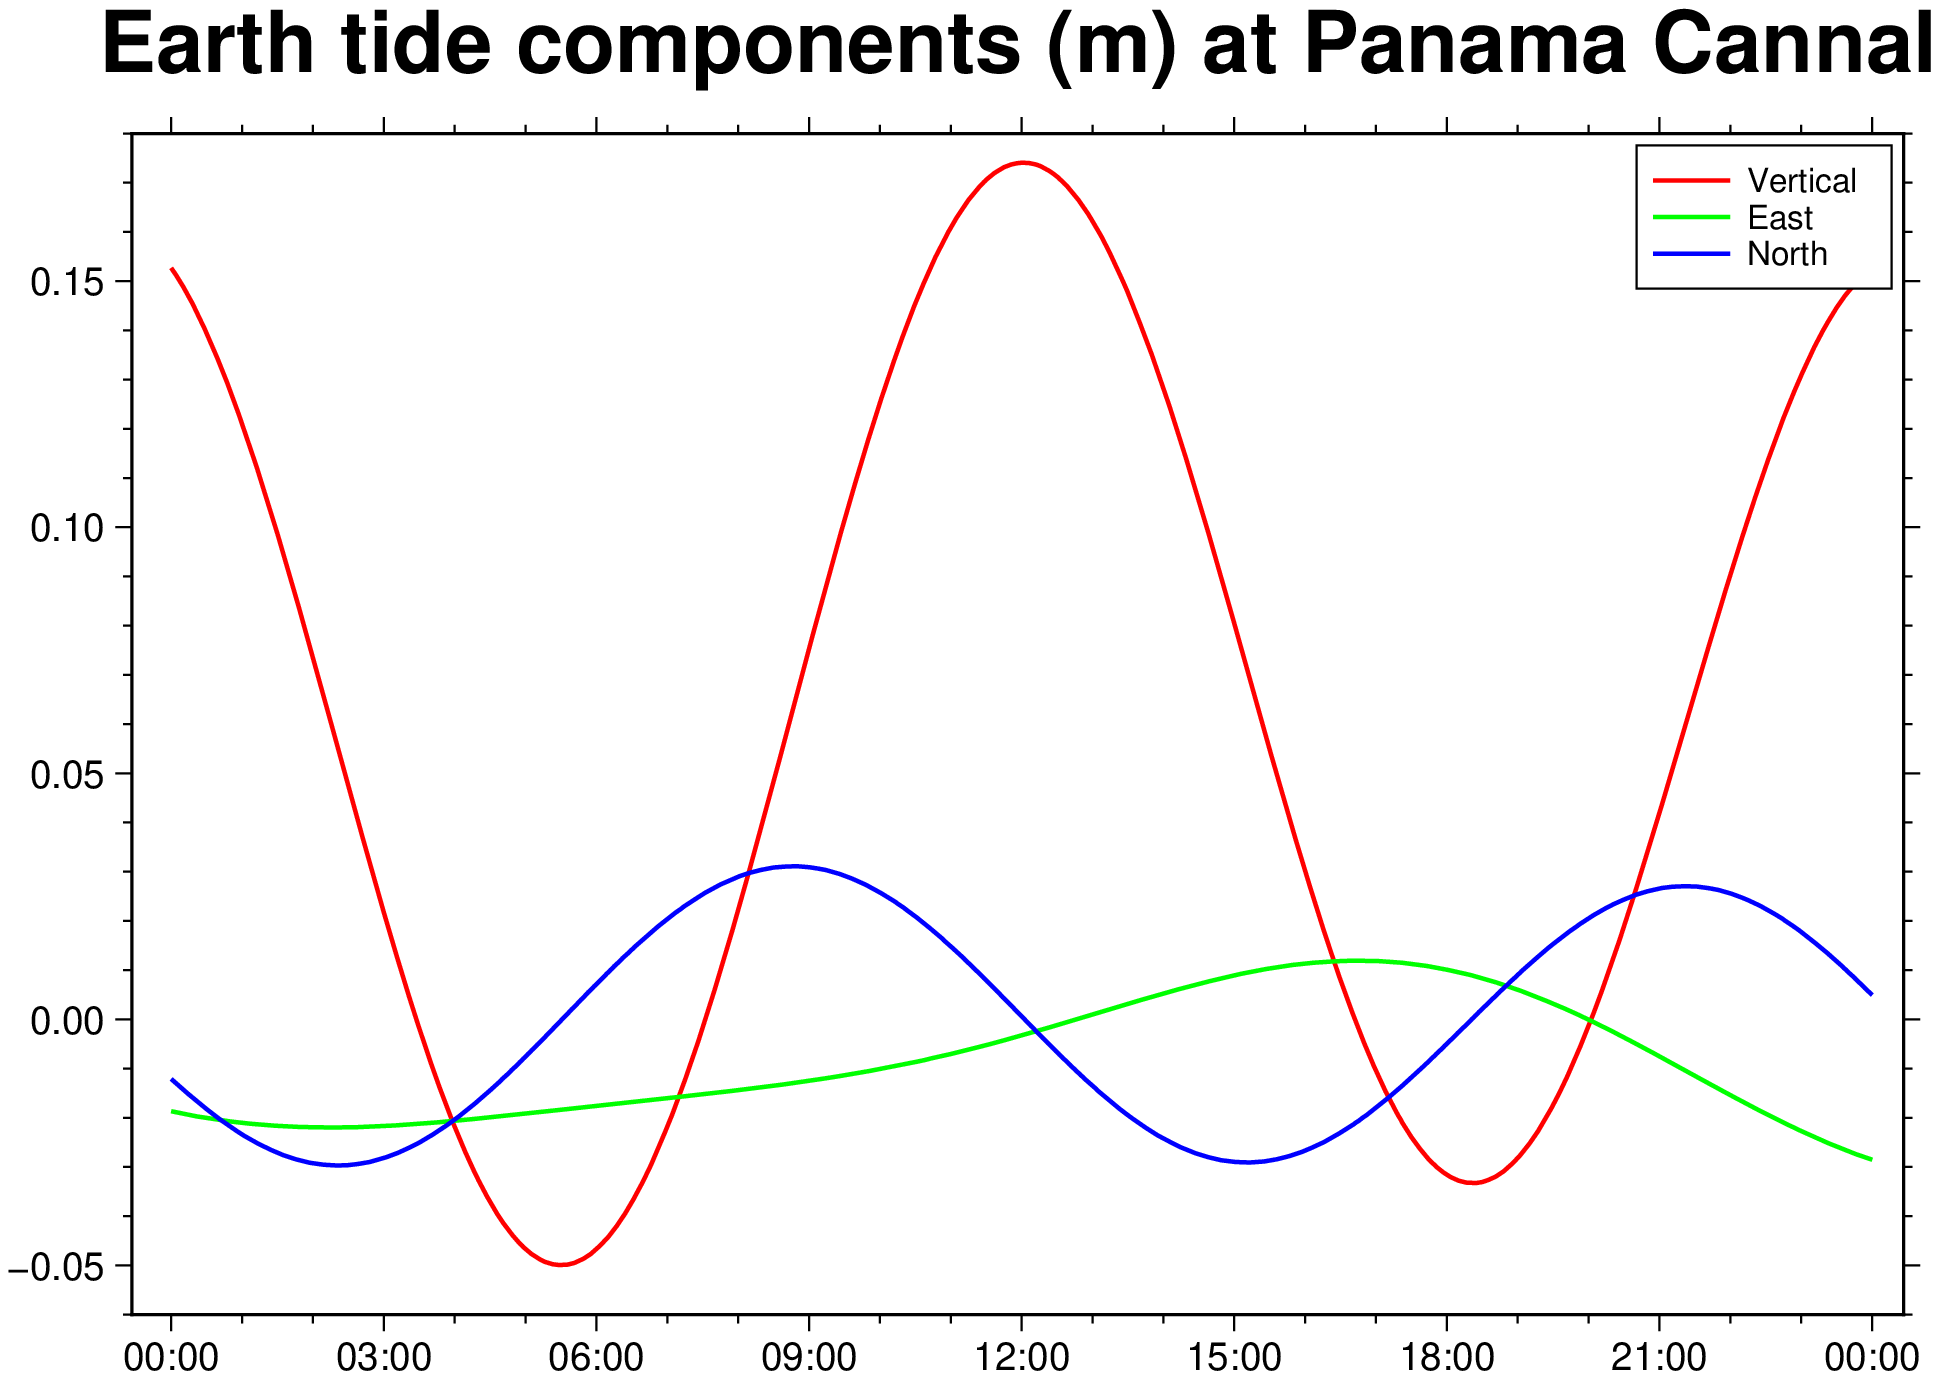 Earth tide components (m) at Panama Cannal
Vertical
East
North
0.15
0.10
0.05
0.00
−0.05
00:00 03:00 06:00 09:00 12:00 15:00 18:00 21:00 00:00